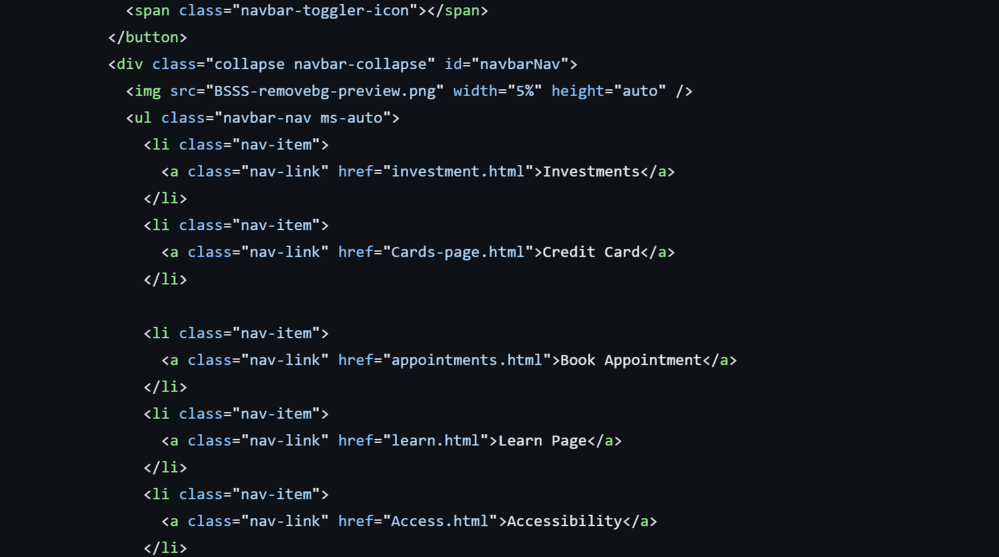 <span class="navbar-toggler-icon"></span>
</button>
<div class="collapse navbar-collapse" id="navbarNav">
<img src="BSSS-removebg-preview.png" width="5%" height="auto" />
<ul class="navbar-nav ms-auto">
<li class="nav-item">
<a class="nav-link" href="investment.html">Investments</a>
</li>
<li class="nav-item">
<a class="nav-link" href="Cards-page.html">Credit Card</a>
</li>
<li class="nav-item">
<a class="nav-link" href="appointments.html">Book Appointment</a>
</li>
<li class="nav-item">
<a class="nav-link" href="learn.html">Learn Page</a>
</li>
<li class="nav-item">
<a class="nav-link" href="Access.html">Accessibility</a>
</li>